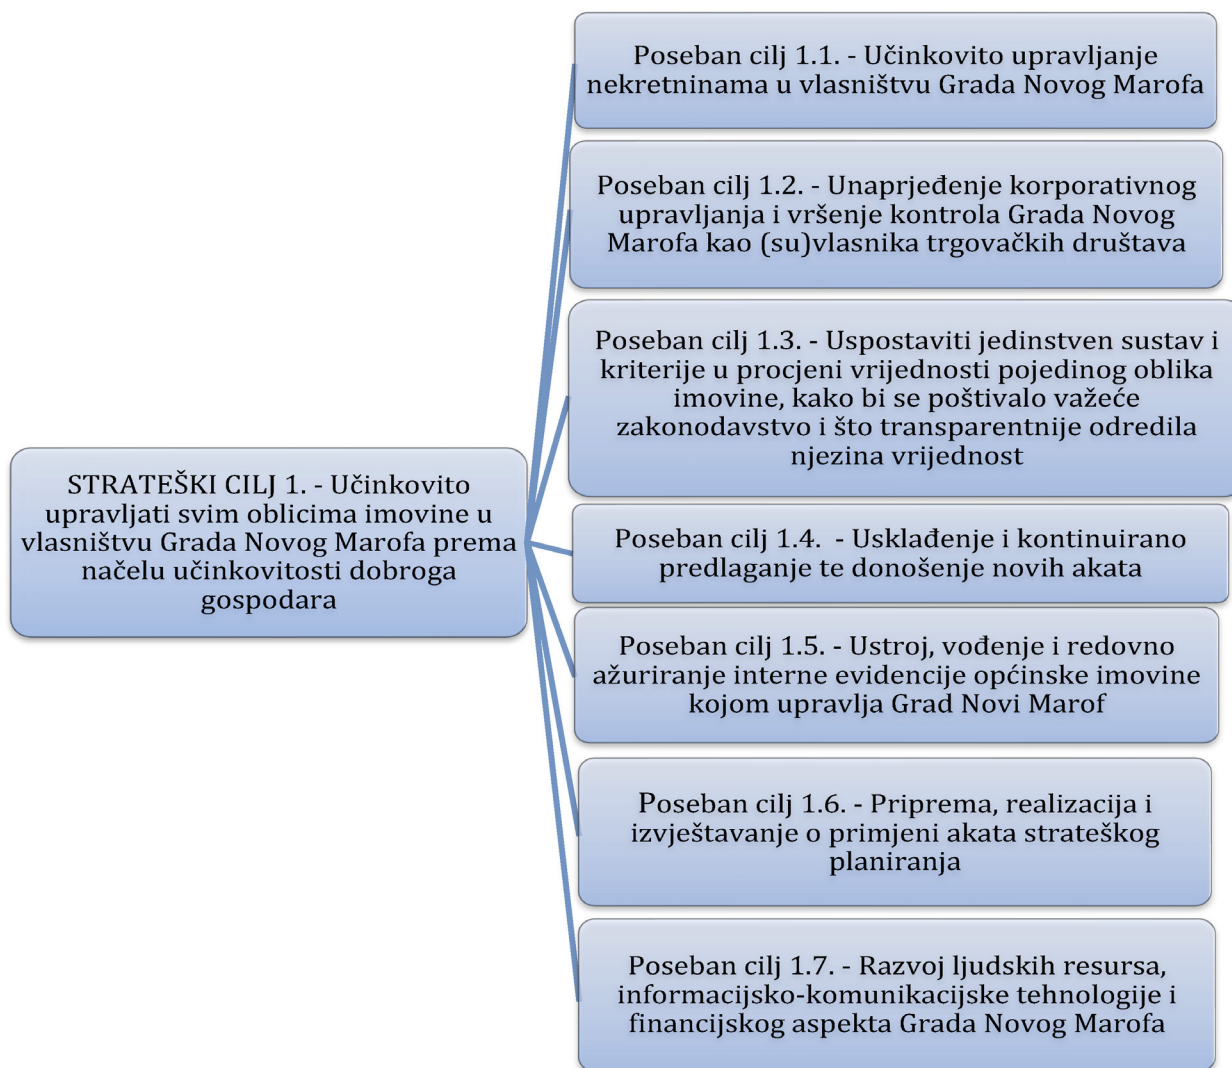 STRATEŠKI CILJ 1. - Učinkovito
upravljati svim oblicima imovine u
vlasništvu Grada Novog Marofa prema
načelu učinkovitosti dobroga
gospodara
Poseban cilj 1.1. - Učinkovito upravljanje
nekretninama u vlasništvu Grada Novog Marofa
Poseban cilj 1.2. - Unaprjeđenje korporativnog
upravljanja i vršenje kontrola Grada Novog
Marofa kao (su)vlasnika trgovačkih društava
Poseban cilj 1.3. - Uspostaviti jedinstven sustav i
kriterije u procjeni vrijednosti pojedinog oblika
imovine, kako bi se poštivalo važeće
zakonodavstvo i što transparentnije odredila
njezina vrijednost
Poseban cilj 1.4.  - Usklađenje i kontinuirano
predlaganje te donošenje novih akata
Poseban cilj 1.5. - Ustroj, vođenje i redovno
ažuriranje interne evidencije općinske imovine
kojom upravlja Grad Novi Marof
Poseban cilj 1.6. - Priprema, realizacija i
izvještavanje o primjeni akata strateškog
planiranja
Poseban cilj 1.7. - Razvoj ljudskih resursa,
informacijsko-komunikacijske tehnologije i
financijskog aspekta Grada Novog Marofa